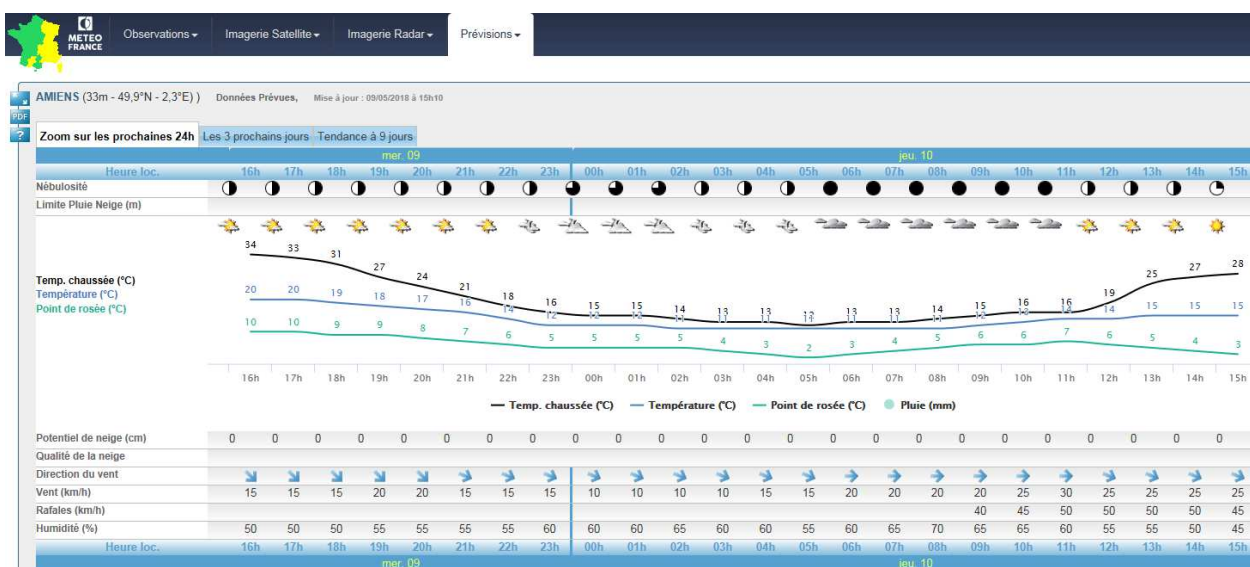 METEO
FRANCE
Observations
Imagerie Satellite
Imagerie Radar
Prévisions
AMIENS (33m - 49,9°N - 2,3°E) ) Données Prévues, Mise à jour : 09/05/2018 à 15h10
PDF
?
Zoom sur les prochaines 24h Les 3 prochains jours Tendance à 9 jours
mer. 09 jeu. 10
Heure loc. 16h 17h 18h 19h 20h 21h 22h 23h 00h 01h 02h 03h 04h 05h 06h 07h 08h 09h 10h 11h 12h 13h 14h 15h
Nébulosité
Limite Pluie Neige (m)
Temp. chaussée (°C)
34 33 31 27 24 21 18 16 15 15 14 13 13 13 13 14 15 16 16 19 25 27 28
Température (°C)
20 20 19 18 17 16 14 12 12 12 11 11 11 11 11 11 11 12 13 14 14 15 15 15
Point de rosée (°C)
10 10 9 9 8 7 6 5 5 5 5 4 3 2 3 4 5 6 6 7 6 5 4 3
16h 17h 18h 19h 20h 21h 22h 23h 00h 01h 02h 03h 04h 05h 06h 07h 08h 09h 10h 11h 12h 13h 14h 15h
Temp. chaussée (°C) Température (°C) Point de rosée (°C) Pluie (mm)
Potentiel de neige (cm) 0 0 0 0 0 0 0 0 0 0 0 0 0 0 0 0 0 0 0 0 0 0 0 0
Qualité de la neige
Direction du vent
Vent (km/h) 15 15 15 20 20 15 15 15 10 10 10 10 15 15 20 20 20 20 25 30 25 25 25 25
Rafales (km/h) 40 45 50 50 50 50 45
Humidité (%) 50 50 50 55 55 55 55 60 60 60 65 60 60 55 60 65 70 65 65 60 55 55 50 45
Heure loc. 16h 17h 18h 19h 20h 21h 22h 23h 00h 01h 02h 03h 04h 05h 06h 07h 08h 09h 10h 11h 12h 13h 14h 15h
mer. 09 jeu. 10